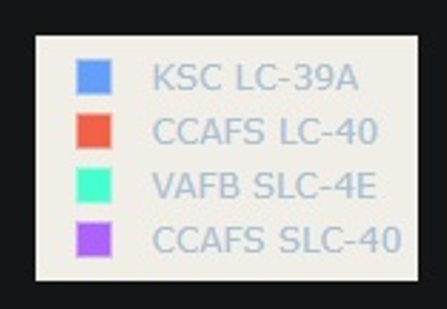 KSC LC-39A
CCAFS LC-40
VAFB SLC-4E
CCAFS SLC-40